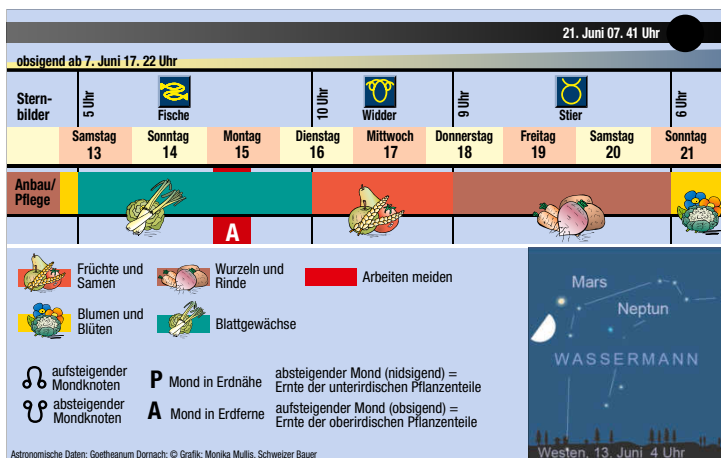 21. Juni 07. 41 Uhr
obsigend ab 7. Juni 17. 22 Uhr
Stern-
bilder
5 Uhr
Fische
10 Uhr
Widder
9 Uhr
Stier
6 Uhr
Samstag Sonntag Montag Dienstag Mittwoch Donnerstag Freitag Samstag Sonntag
13 14 15 16 17 18 19 20 21
Anbau/
Pflege
A
Früchte und
Samen
Wurzeln und
Rinde
Arbeiten meiden
Blumen und
Blüten
Blattgewächse
aufsteigender
Mondknoten
P Mond in Erdnähe
absteigender Mond (nidsigend) =
Ernte der unterirdischen Pflanzenteile
absteigender
Mondknoten
A Mond in Erdferne
aufsteigender Mond (obsigend) =
Ernte der oberirdischen Pflanzenteile
Mars
Neptun
WASSERMANN
Westen, 13. Juni 4 Uhr
Astronomische Daten: Goetheanum Dornach; © Grafik: Monika Mullis, Schweizer Bauer